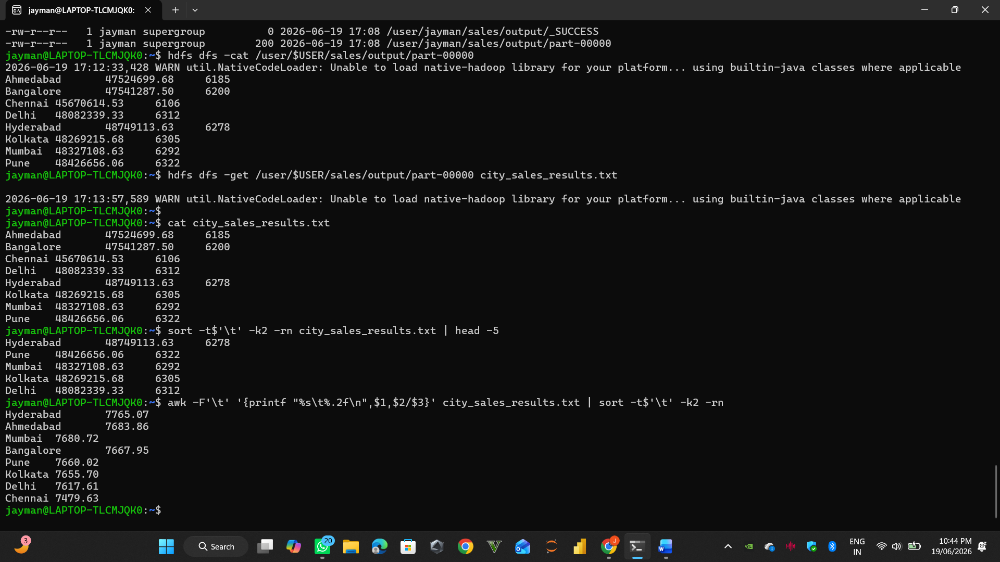 jayman@LAPTOP-TLCMJQK0:
-rw-r--r--   1 jayman supergroup          0 2026-06-19 17:08 /user/jayman/sales/output/_SUCCESS
-rw-r--r--   1 jayman supergroup        200 2026-06-19 17:08 /user/jayman/sales/output/part-00000
jayman@LAPTOP-TLCMJQK0:~$ hdfs dfs -cat /user/$USER/sales/output/part-00000
2026-06-19 17:12:33,428 WARN util.NativeCodeLoader: Unable to load native-hadoop library for your platform... using builtin-java classes where applicable
Ahmedabad       47524699.68     6185
Bangalore       47541287.50     6200
Chennai 45670614.53     6106
Delhi   48082339.33     6312
Hyderabad       48749113.63     6278
Kolkata 48269215.68     6305
Mumbai  48327108.63     6292
Pune    48426656.06     6322
jayman@LAPTOP-TLCMJQK0:~$ hdfs dfs -get /user/$USER/sales/output/part-00000 city_sales_results.txt
2026-06-19 17:13:57,589 WARN util.NativeCodeLoader: Unable to load native-hadoop library for your platform... using builtin-java classes where applicable
jayman@LAPTOP-TLCMJQK0:~$
jayman@LAPTOP-TLCMJQK0:~$ cat city_sales_results.txt
Ahmedabad       47524699.68     6185
Bangalore       47541287.50     6200
Chennai 45670614.53     6106
Delhi   48082339.33     6312
Hyderabad       48749113.63     6278
Kolkata 48269215.68     6305
Mumbai  48327108.63     6292
Pune    48426656.06     6322
jayman@LAPTOP-TLCMJQK0:~$ sort -t$'\t' -k2 -rn city_sales_results.txt | head -5
Hyderabad       48749113.63     6278
Pune    48426656.06     6322
Mumbai  48327108.63     6292
Kolkata 48269215.68     6305
Delhi   48082339.33     6312
jayman@LAPTOP-TLCMJQK0:~$ awk -F'\t' '{printf "%s\t%.2f\n",$1,$2/$3}' city_sales_results.txt | sort -t$'\t' -k2 -rn
Hyderabad       7765.07
Ahmedabad       7683.86
Mumbai  7680.72
Bangalore       7667.95
Pune    7660.02
Kolkata 7655.70
Delhi   7617.61
Chennai 7479.63
jayman@LAPTOP-TLCMJQK0:~$
3
Search
20
J
ENG
IN
10:44 PM
19/06/2026